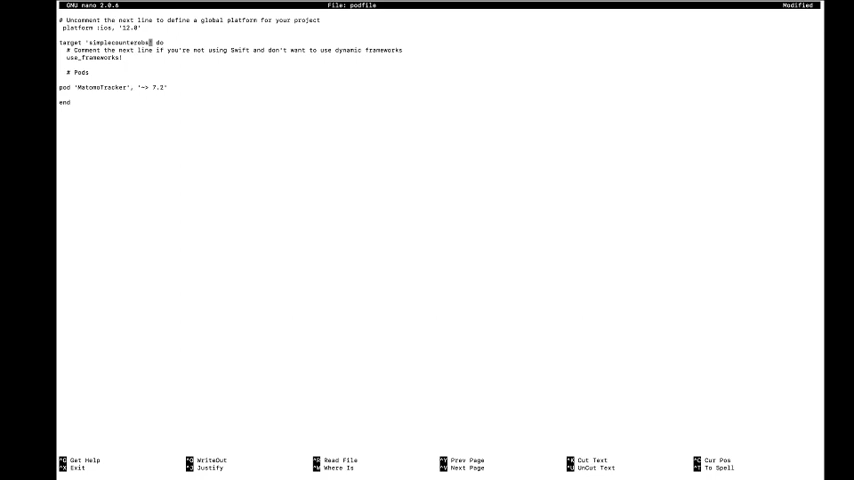 GNU nano 2.0.6 File: podfile Modified
# Uncomment the next line to define a global platform for your project
platform :ios, '12.0'
target 'simplecounterobs' do
# Comment the next line if you're not using Swift and don't want to use dynamic frameworks
use_frameworks!
# Pods
pod 'MatomoTracker', '~> 7.2'
end
^G Get Help ^O WriteOut ^R Read File ^Y Prev Page ^K Cut Text ^C Cur Pos
^X Exit ^J Justify ^W Where Is ^V Next Page ^U UnCut Text ^T To Spell